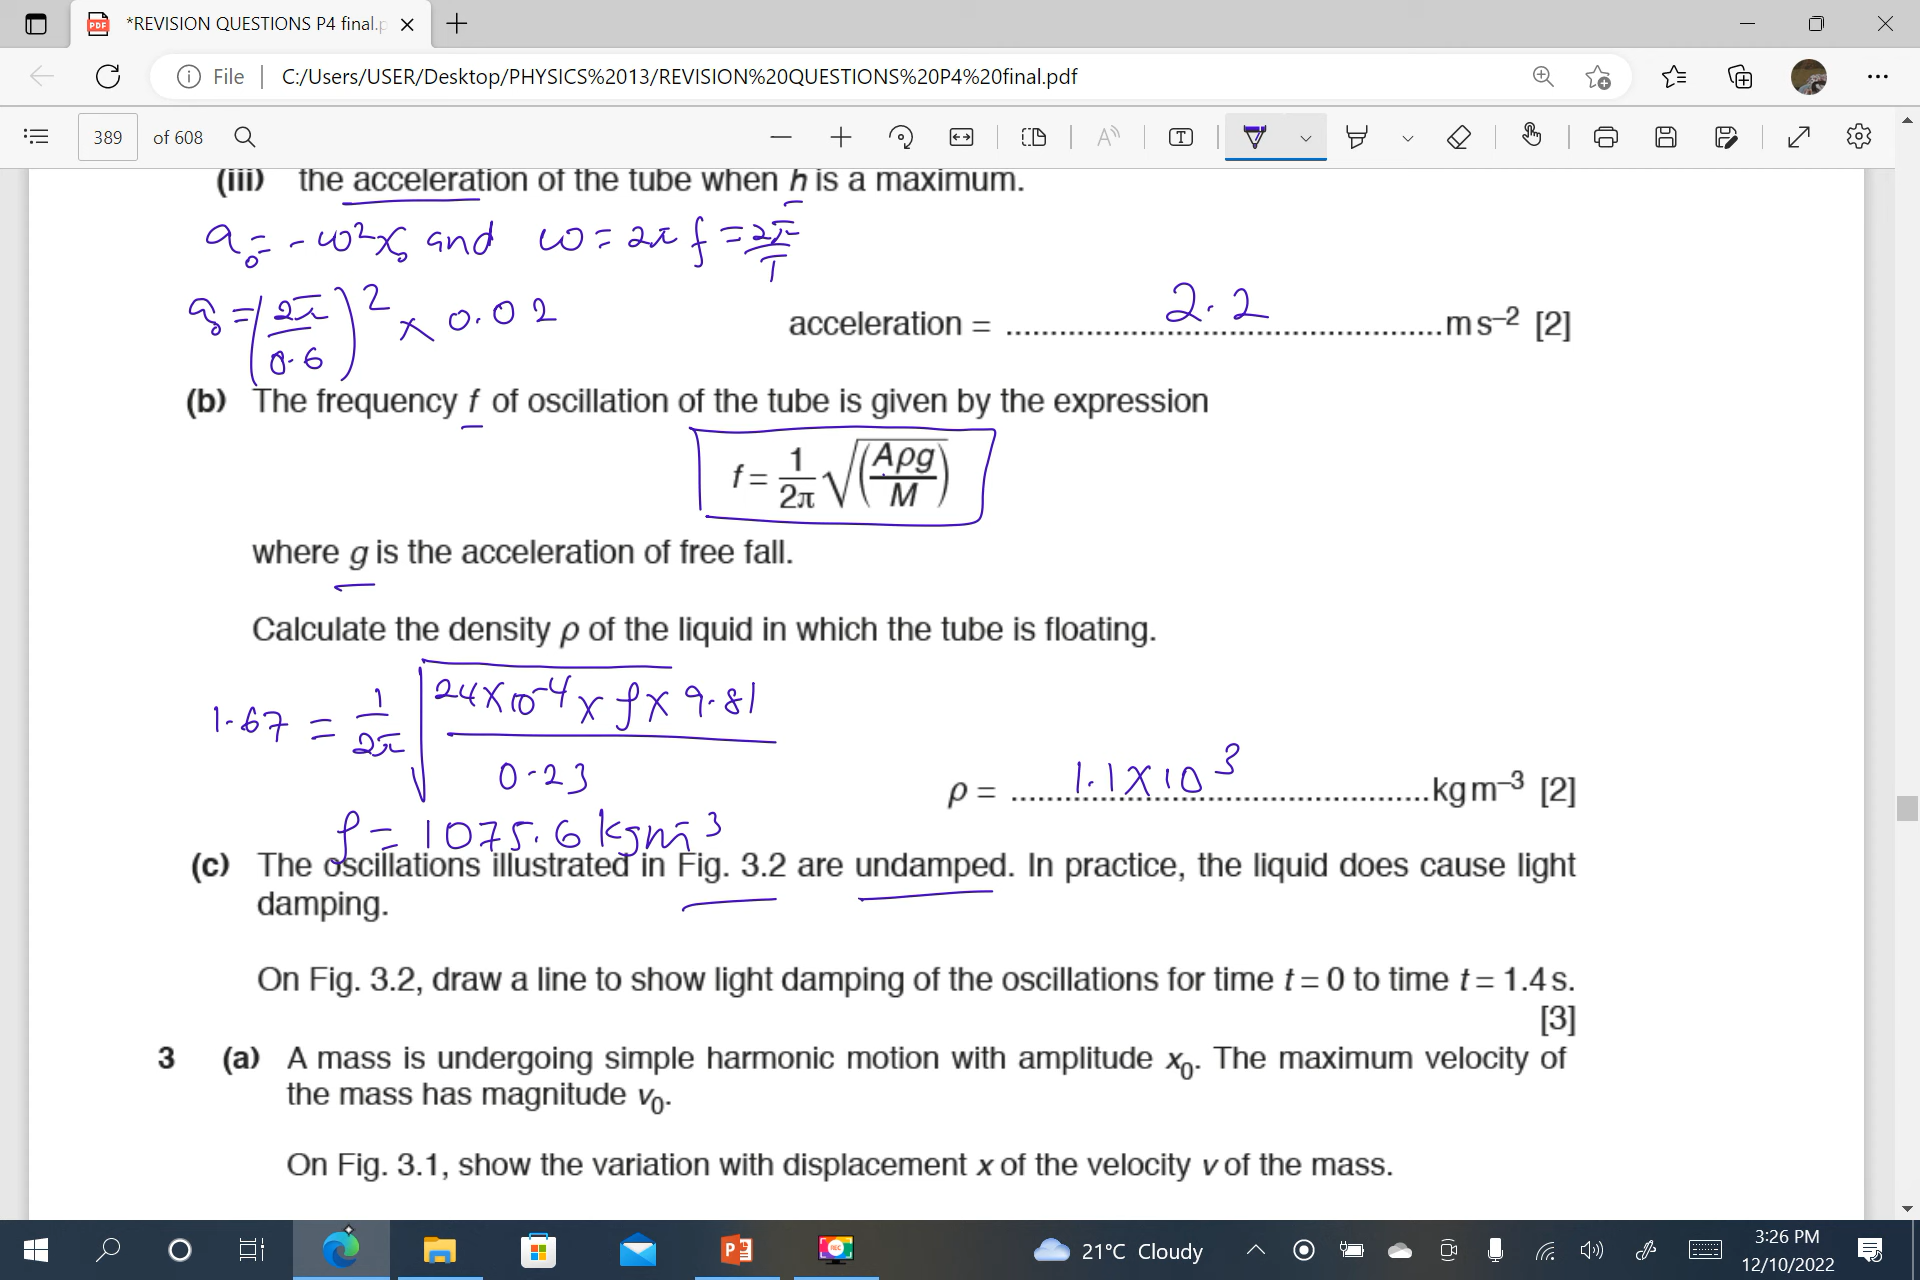 *REVISION QUESTIONS P4 final.p
File
C:/Users/USER/Desktop/PHYSICS%2013/REVISION%20QUESTIONS%20P4%20final.pdf
389 of 608
(iii) the acceleration of the tube when h is a maximum.
a₀ = -ω²x₀ and ω = 2π f = 2π/T
a₀ = (2π/0.6)² × 0.02
acceleration = 2.2 m s⁻² [2]
(b) The frequency f of oscillation of the tube is given by the expression
f = 1/2π √(Aρg/M)
where g is the acceleration of free fall.
Calculate the density ρ of the liquid in which the tube is floating.
1.67 = 1/2π √(24×10⁻⁴ × ρ × 9.81 / 0.23)
ρ = 1.1×10³ kg m⁻³ [2]
ρ = 1075.6 kgm⁻³
(c) The oscillations illustrated in Fig. 3.2 are undamped. In practice, the liquid does cause light
damping.
On Fig. 3.2, draw a line to show light damping of the oscillations for time t = 0 to time t = 1.4 s.
[3]
3 (a) A mass is undergoing simple harmonic motion with amplitude x₀. The maximum velocity of
the mass has magnitude v₀.
On Fig. 3.1, show the variation with displacement x of the velocity v of the mass.
21°C Cloudy
3:26 PM
12/10/2022